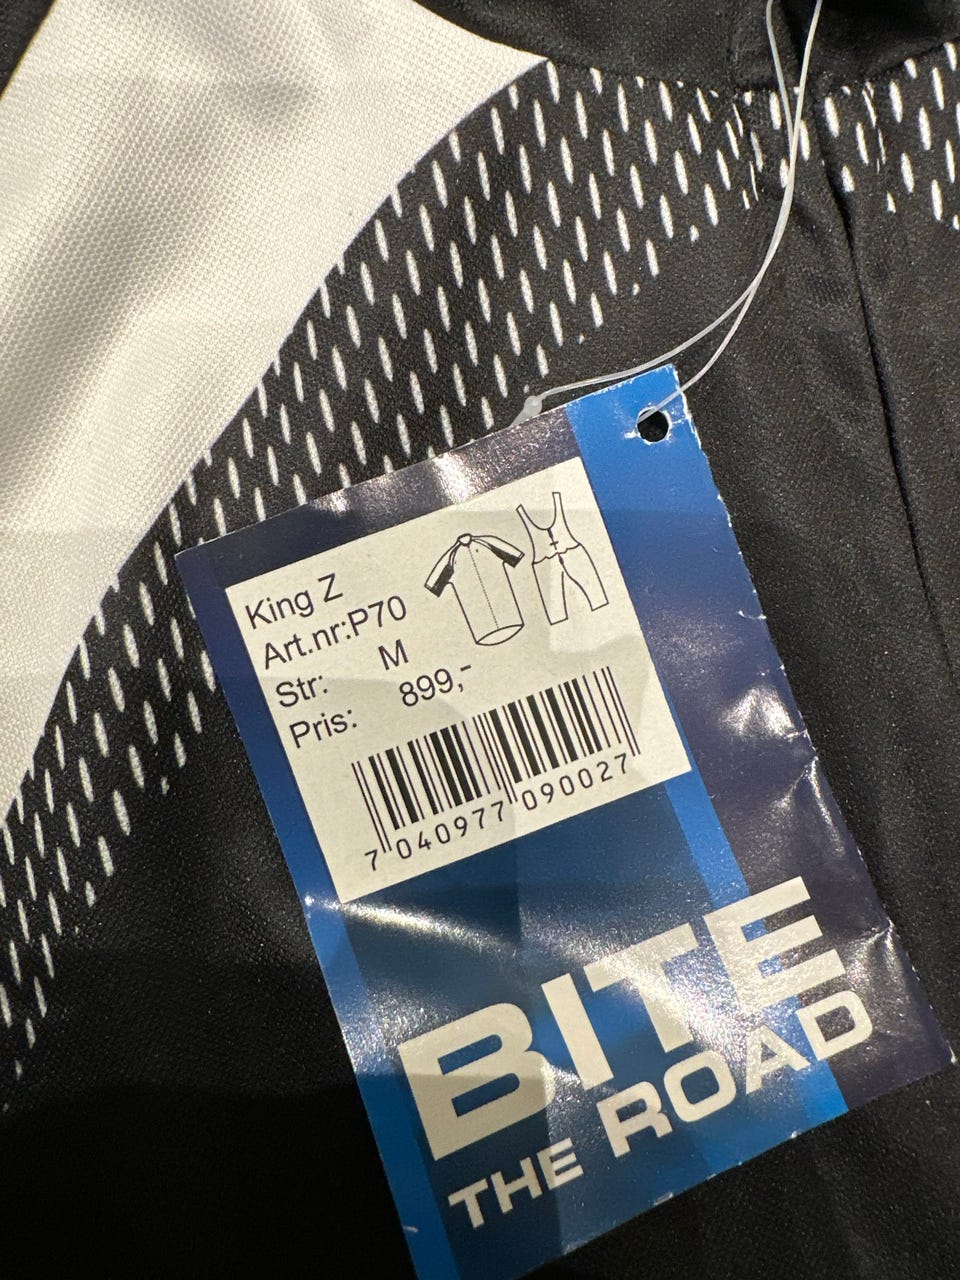 King Z
Art.nr:P70
Str: M
Pris: 899,-
7 040977 090027
BITE
THE ROAD